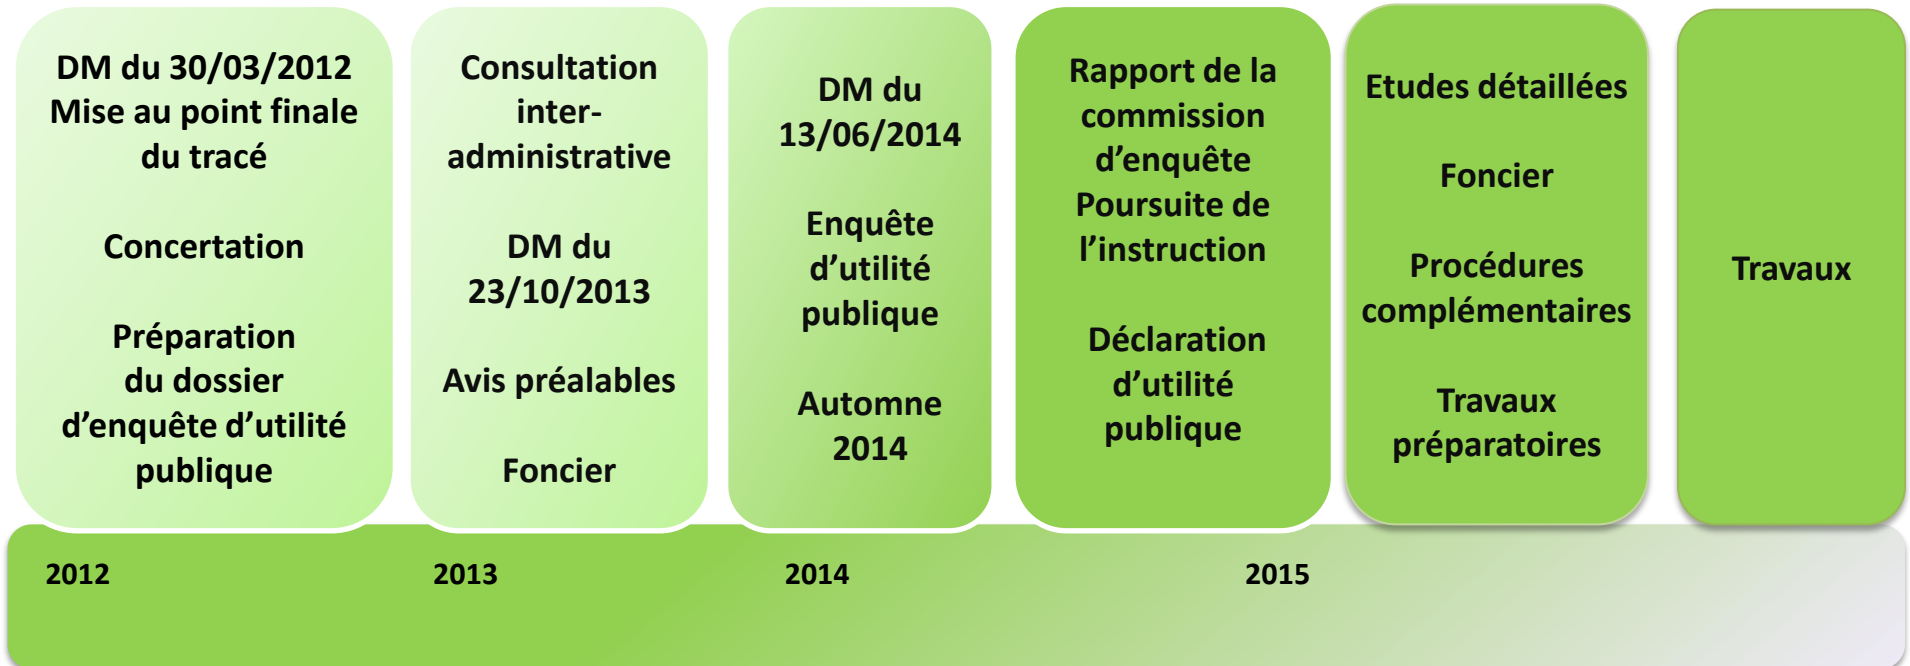 DM du 30/03/2012
Mise au point finale
du tracé
Concertation
Préparation
du dossier
d’enquête d’utilité
publique
Consultation
inter-
administrative
DM du
23/10/2013
Avis préalables
Foncier
DM du
13/06/2014
Enquête
d’utilité
publique
Automne
2014
Rapport de la
commission
d’enquête
Poursuite de
l’instruction
Déclaration
d’utilité
publique
Etudes détaillées
Foncier
Procédures
complémentaires
Travaux
préparatoires
Travaux
2012
2013
2014
2015